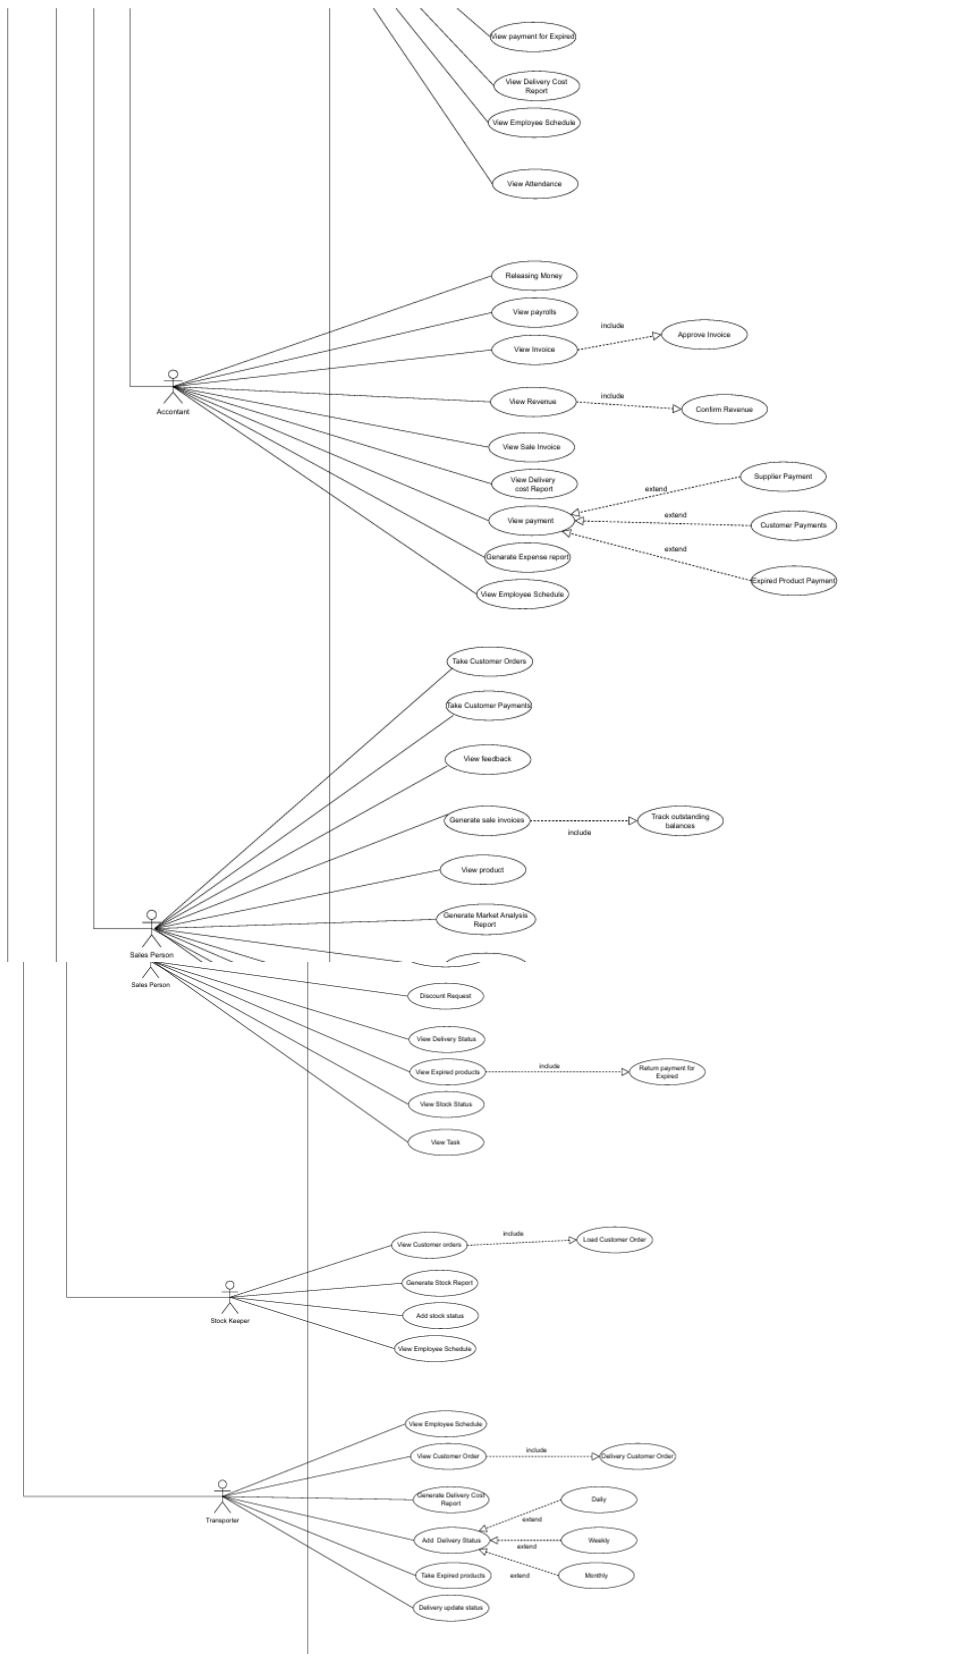 View payment for Expired
View Delivery Cost
Report
View Employee Schedule
View Attendance
Releasing Money
View payrolls
include
Approve Invoice
View Invoice
Accontant
View Revenue
include
Confirm Revenue
View Sale Invoice
View Delivery
cost Report
Supplier Payment
extend
View payment
extend
Customer Payments
extend
Genarate Expense report
Expired Product Payment
View Employee Schedule
Take Customer Orders
Take Customer Payments
View feedback
Generate sale invoices
include
Track outstanding
balances
View product
Generate Market Analysis
Report
Sales Person
Sales Person
Discount Request
View Delivery Status
View Expired products
include
Return payment for
Expired
View Stock Status
View Task
View Customer orders
include
Load Customer Order
Generate Stock Report
Stock Keeper
Add stock status
View Employee Schedule
View Employee Schedule
View Customer Order
include
Delivery Customer Order
Transporter
Generate Delivery Cost
Report
Daily
extend
Add Delivery Status
extend
Weekly
Take Expired products
extend
Monthly
Delivery update status